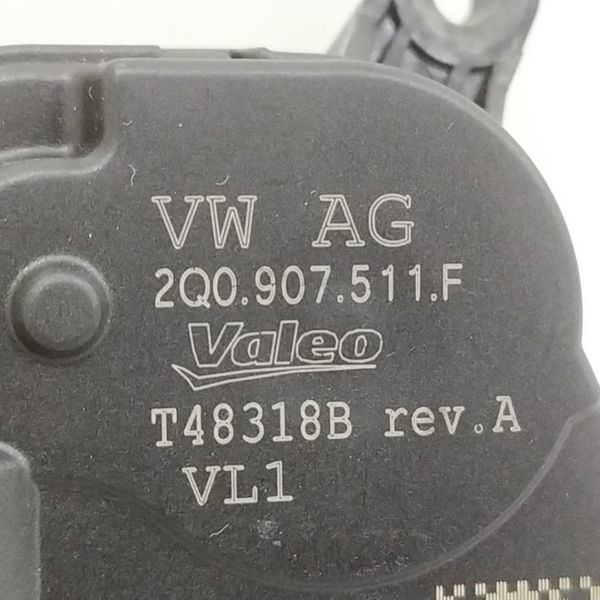 VW AG
2Q0.907.511.F
Valeo
T48318B rev.A
VL1